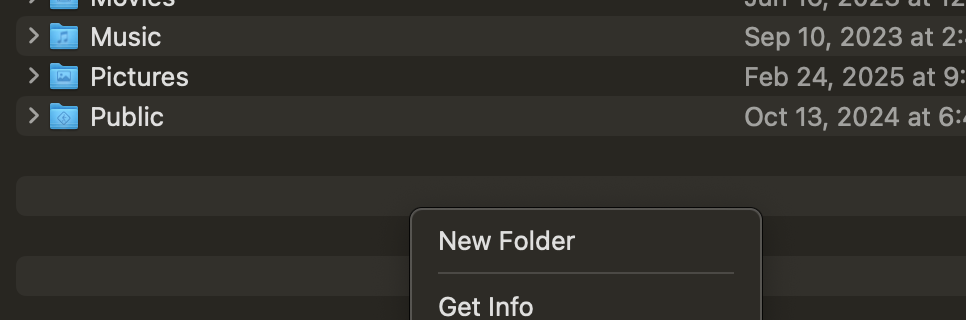 Movies
Music Sep 10, 2023 at 2:
Pictures Feb 24, 2025 at 9:
Public Oct 13, 2024 at 6:
New Folder
Get Info